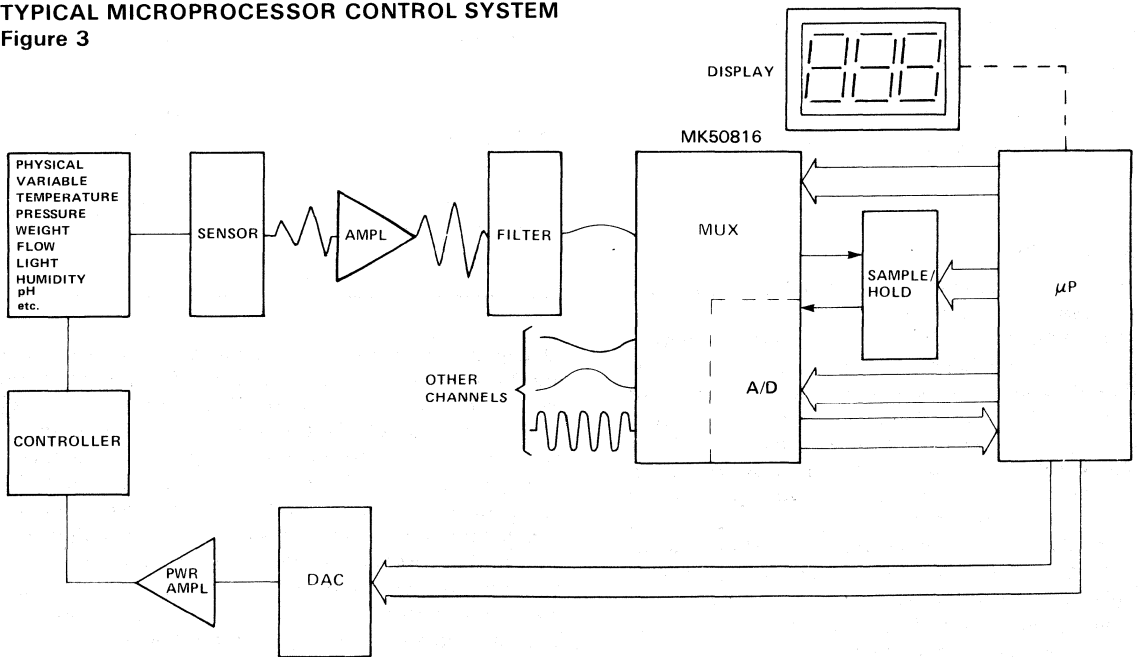 TYPICAL MICROPROCESSOR CONTROL SYSTEM
Figure 3
DISPLAY
MK50816
PHYSICAL
VARIABLE
TEMPERATURE
PRESSURE
WEIGHT
FLOW
LIGHT
HUMIDITY
pH
etc.
SENSOR
AMPL
FILTER
MUX
SAMPLE/
HOLD
μP
OTHER
CHANNELS
A/D
CONTROLLER
PWR
AMPL
DAC